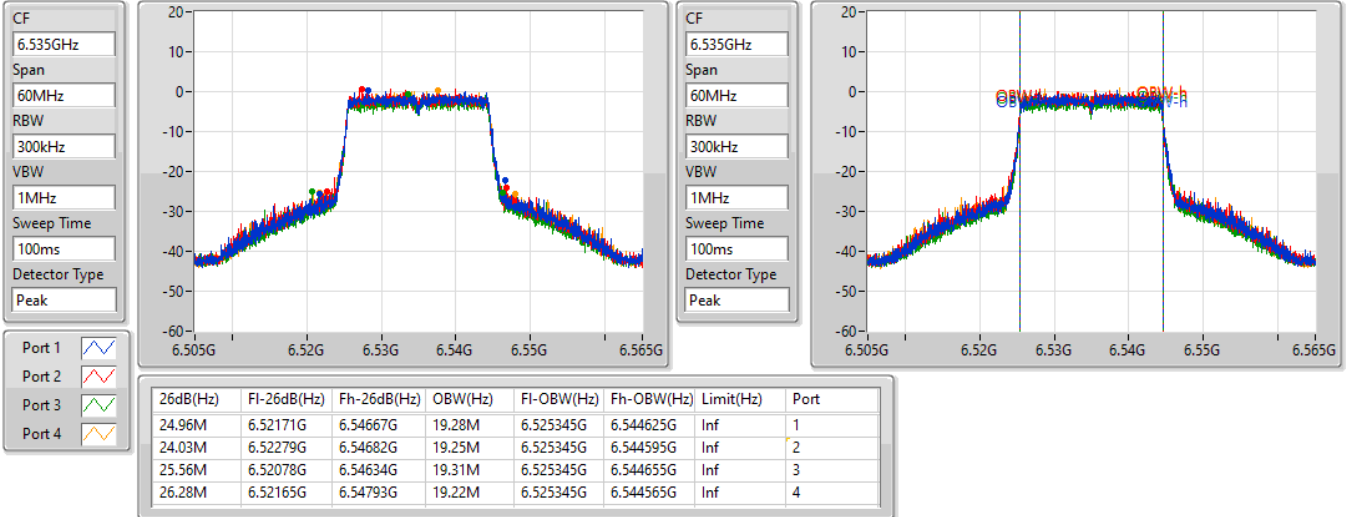 CF
6.535GHz
Span
60MHz
RBW
300kHz
VBW
1MHz
Sweep Time
100ms
Detector Type
Peak
20
10
0
-10
-20
-30
-40
-50
-60
6.505G 6.52G 6.53G 6.54G 6.55G 6.565G
CF
6.535GHz
Span
60MHz
RBW
300kHz
VBW
1MHz
Sweep Time
100ms
Detector Type
Peak
20
10
0
-10
-20
-30
-40
-50
-60
OBW-h
6.505G 6.52G 6.53G 6.54G 6.55G 6.565G
Port 1
Port 2
Port 3
Port 4
26dB(Hz) Fl-26dB(Hz) Fh-26dB(Hz) OBW(Hz) Fl-OBW(Hz) Fh-OBW(Hz) Limit(Hz) Port
24.96M 6.52171G 6.54667G 19.28M 6.525345G 6.544625G Inf 1
24.03M 6.52279G 6.54682G 19.25M 6.525345G 6.544595G Inf 2
25.56M 6.52078G 6.54634G 19.31M 6.525345G 6.544655G Inf 3
26.28M 6.52165G 6.54793G 19.22M 6.525345G 6.544565G Inf 4